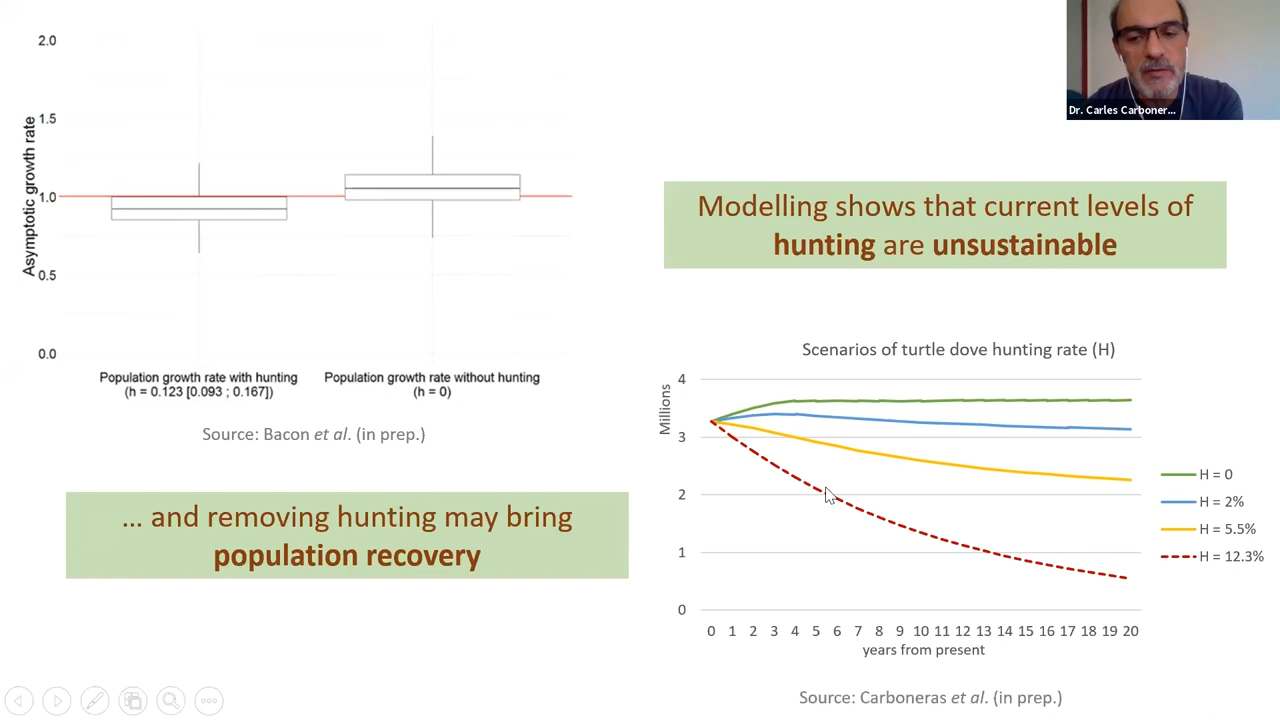 2.0
1.5
1.0
0.5
0.0
Asymptotic growth rate
Population growth rate with hunting
(h = 0.123 [0.093 ; 0.167])
Population growth rate without hunting
(h = 0)
Source: Bacon et al. (in prep.)
... and removing hunting may bring
population recovery
Dr. Carles Carboner...
Modelling shows that current levels of
hunting are unsustainable
Scenarios of turtle dove hunting rate (H)
Millions
4
3
2
1
0
0 1 2 3 4 5 6 7 8 9 10 11 12 13 14 15 16 17 18 19 20
years from present
H = 0
H = 2%
H = 5.5%
H = 12.3%
Source: Carboneras et al. (in prep.)